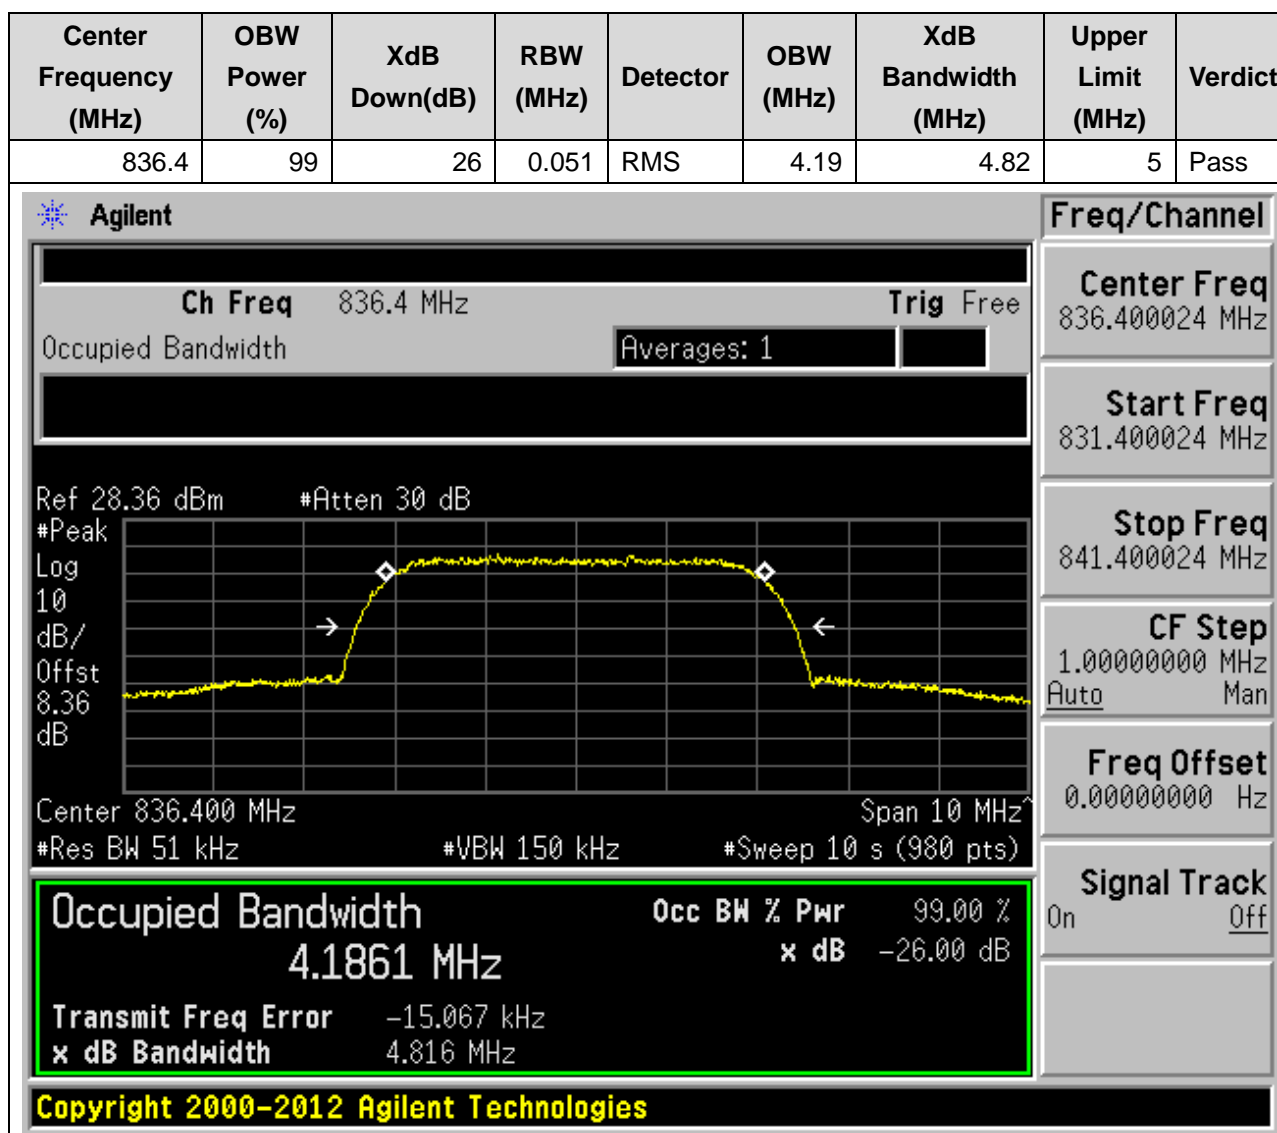 Center Frequency (MHz) OBW Power (%) XdB Down(dB) RBW (MHz) Detector OBW (MHz) XdB Bandwidth (MHz) Upper Limit (MHz) Verdict
836.4 99 26 0.051 RMS 4.19 4.82 5 Pass
Agilent
Freq/Channel
Ch Freq 836.4 MHz Trig Free
Occupied Bandwidth Averages: 1
Ref 28.36 dBm #Atten 30 dB
#Peak
Log
10
dB/
Offst
8.36
dB
Center 836.400 MHz Span 10 MHz^
#Res BW 51 kHz #VBW 150 kHz #Sweep 10 s (980 pts)
Occupied Bandwidth
4.1861 MHz
Occ BW % Pwr 99.00 %
x dB -26.00 dB
Transmit Freq Error -15.067 kHz
x dB Bandwidth 4.816 MHz
Center Freq
836.400024 MHz
Start Freq
831.400024 MHz
Stop Freq
841.400024 MHz
CF Step
1.00000000 MHz
Auto Man
Freq Offset
0.00000000 Hz
Signal Track
On Off
Copyright 2000-2012 Agilent Technologies